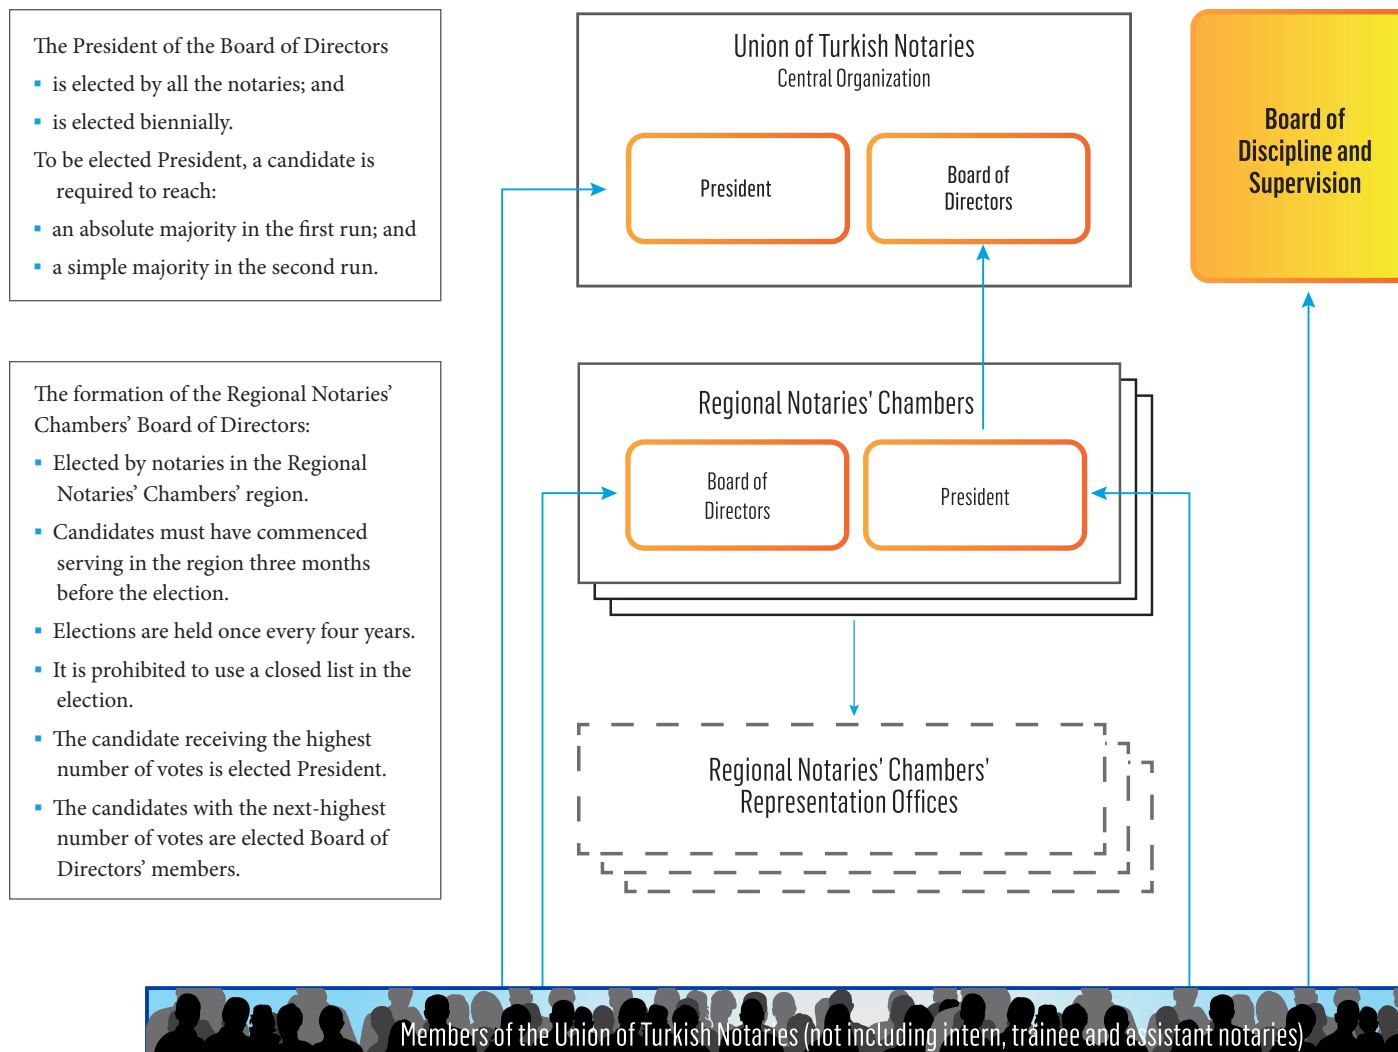 The President of the Board of Directors
▪ is elected by all the notaries; and
▪ is elected biennially.
To be elected President, a candidate is
required to reach:
▪ an absolute majority in the first run; and
▪ a simple majority in the second run.
The formation of the Regional Notaries’
Chambers’ Board of Directors:
▪ Elected by notaries in the Regional
Notaries’ Chambers’ region.
▪ Candidates must have commenced
serving in the region three months
before the election.
▪ Elections are held once every four years.
▪ It is prohibited to use a closed list in the
election.
▪ The candidate receiving the highest
number of votes is elected President.
▪ The candidates with the next-highest
number of votes are elected Board of
Directors’ members.
Union of Turkish Notaries
Central Organization
President
Board of
Directors
Board of
Discipline and
Supervision
Regional Notaries’ Chambers
Board of
Directors
President
Regional Notaries’ Chambers’
Representation Offices
Members of the Union of Turkish Notaries (not including intern, trainee and assistant notaries)